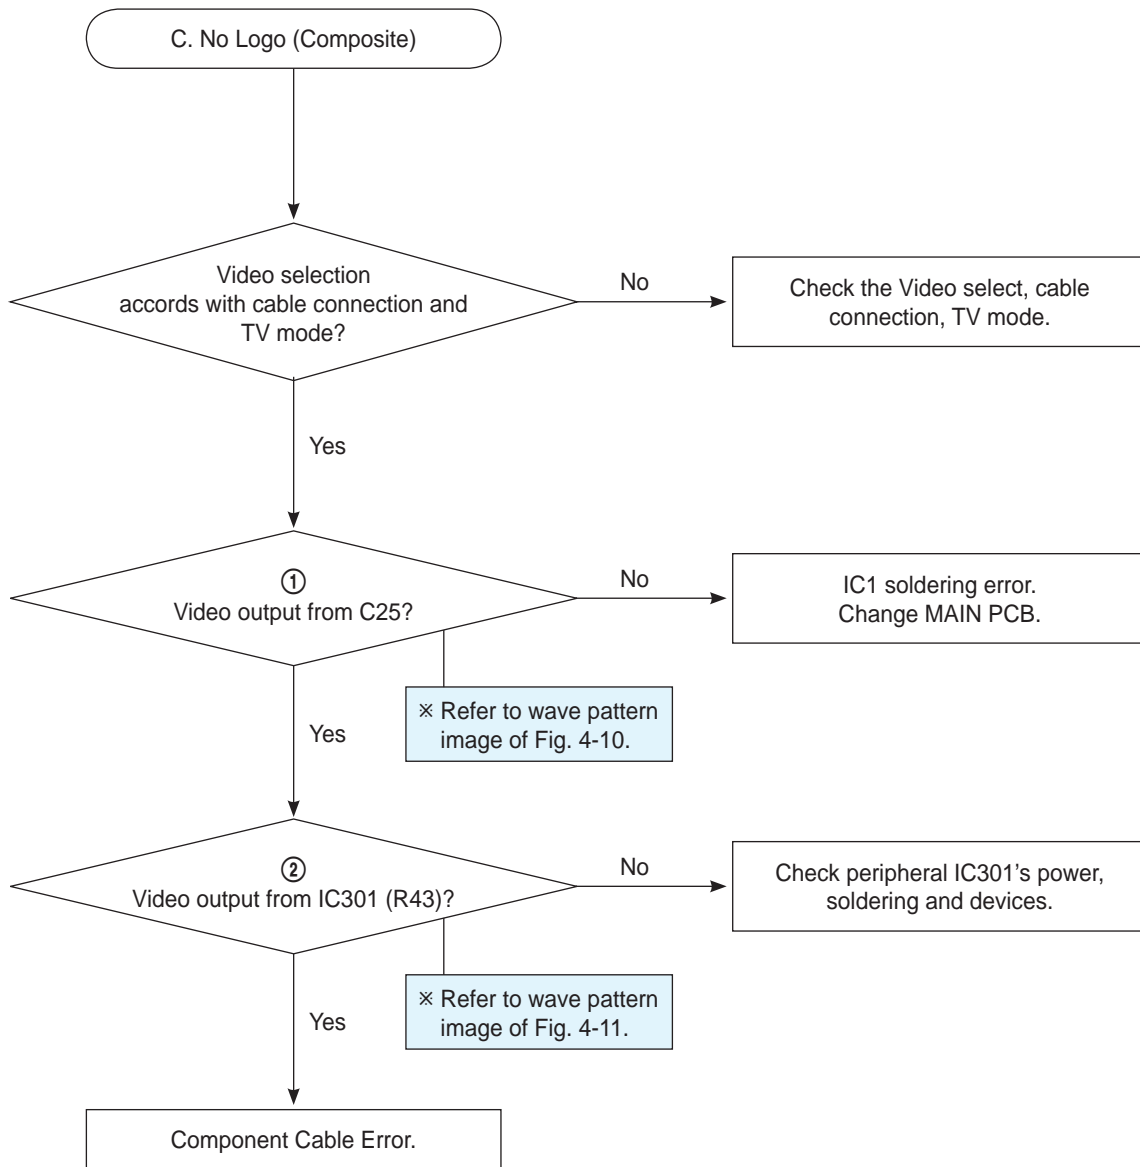 C. No Logo (Composite)
Video selection
accords with cable connection and
TV mode?
No
Check the Video select, cable
connection, TV mode.
Yes
①
Video output from C25?
No
IC1 soldering error.
Change MAIN PCB.
※ Refer to wave pattern
image of Fig. 4-10.
Yes
②
Video output from IC301 (R43)?
No
Check peripheral IC301’s power,
soldering and devices.
※ Refer to wave pattern
image of Fig. 4-11.
Yes
Component Cable Error.